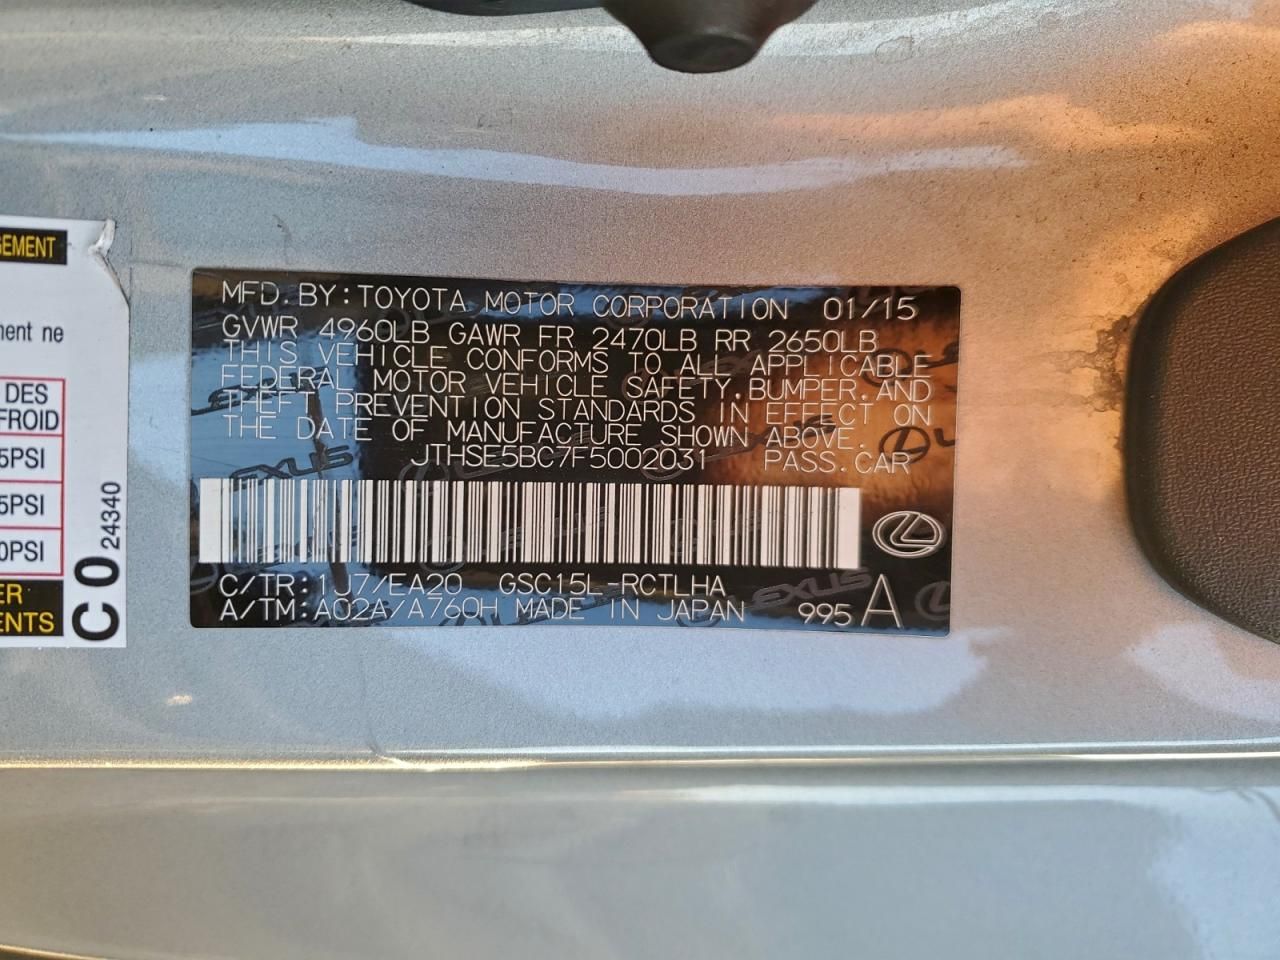 GEMENT
ment ne
DES
FROID
5PSI
5PSI
0PSI
ER
ENTS
C0 24340
MFD.BY:TOYOTA MOTOR CORPORATION 01/15
GVWR 4960LB GAWR FR 2470LB RR 2650LB
THIS VEHICLE CONFORMS TO ALL APPLICABLE
FEDERAL MOTOR VEHICLE SAFETY,BUMPER,AND
THEFT PREVENTION STANDARDS IN EFFECT ON
THE DATE OF MANUFACTURE SHOWN ABOVE.
JTHSE5BC7F5002031 PASS.CAR
C/TR:1J7/EA20 GSC15L-RCTLHA
A/TM:A02A/A760H MADE IN JAPAN 995 A